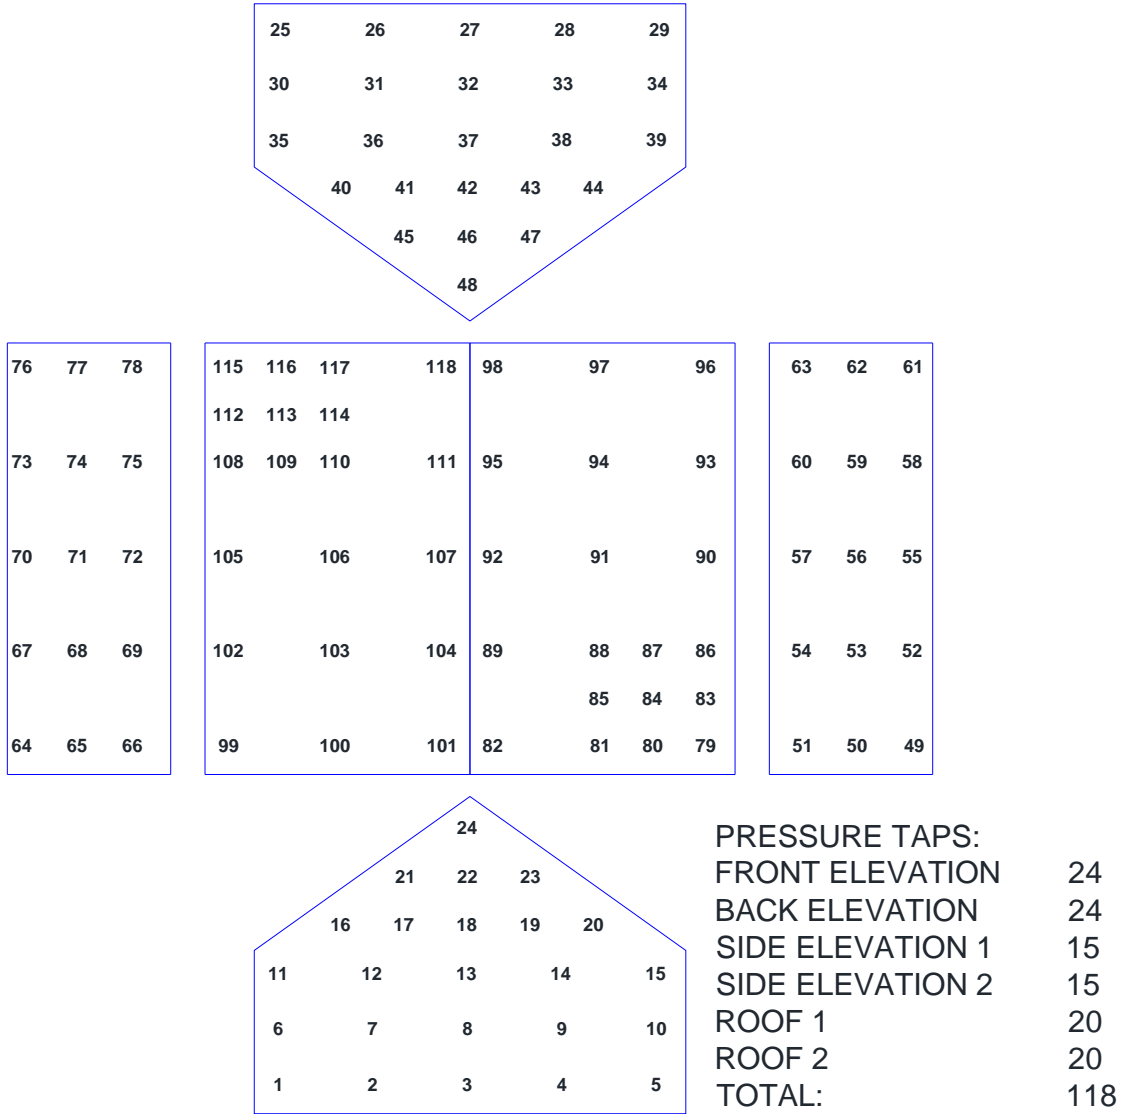 25 26 27 28 29
30 31 32 33 34
35 36 37 38 39
40 41 42 43 44
45 46 47
48
76 77 78 115 116 117 118 98 97 96 63 62 61
112 113 114
73 74 75 108 109 110 111 95 94 93 60 59 58
70 71 72 105 106 107 92 91 90 57 56 55
67 68 69 102 103 104 89 88 87 86 54 53 52
85 84 83
64 65 66 99 100 101 82 81 80 79 51 50 49
24
21 22 23
16 17 18 19 20
11 12 13 14 15
6 7 8 9 10
1 2 3 4 5
PRESSURE TAPS:
FRONT ELEVATION 24
BACK ELEVATION 24
SIDE ELEVATION 1 15
SIDE ELEVATION 2 15
ROOF 1 20
ROOF 2 20
TOTAL: 118